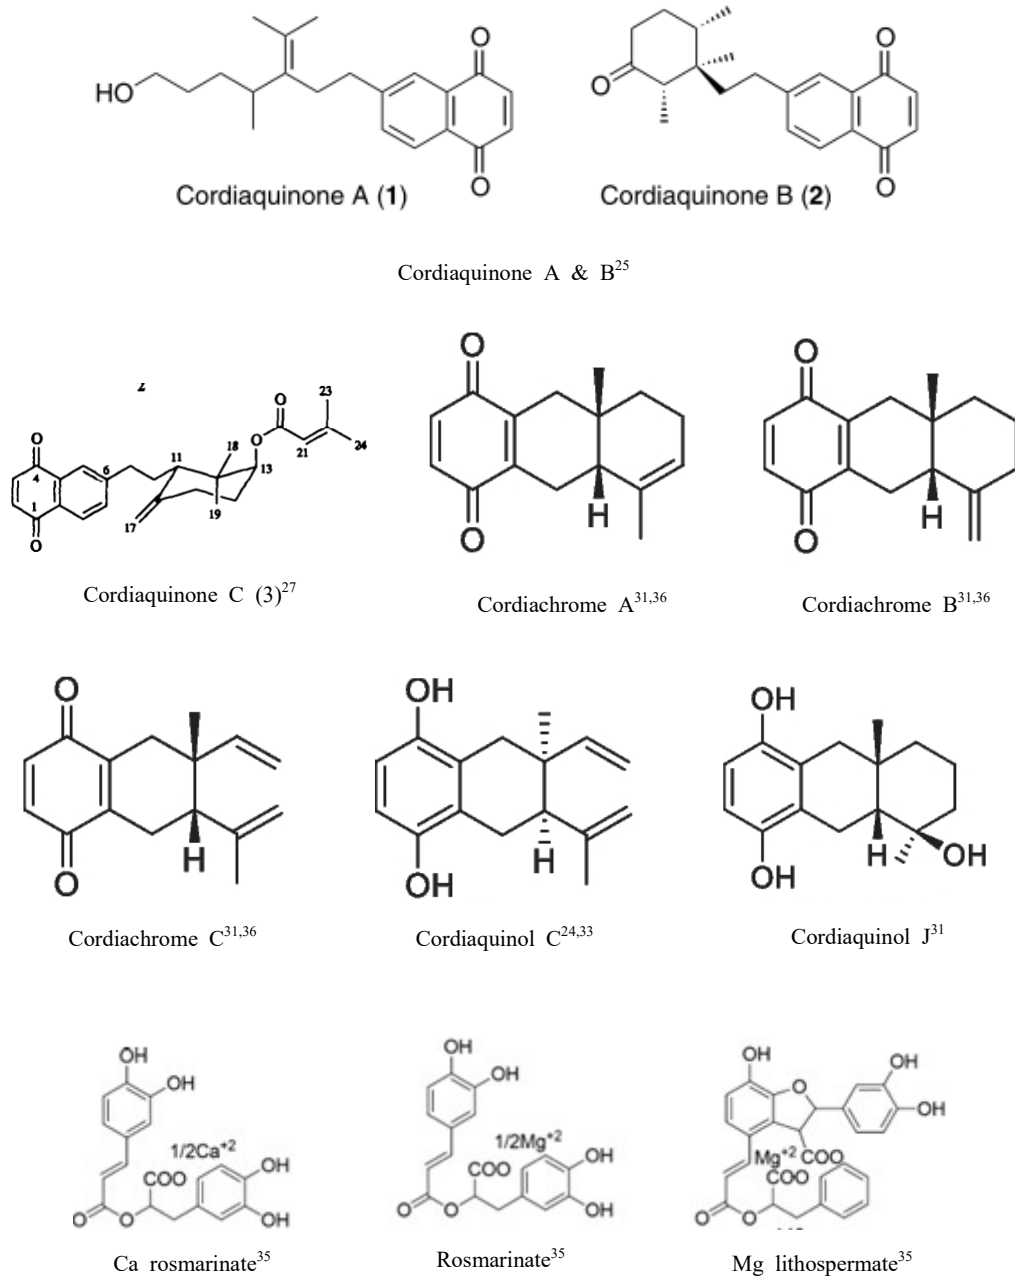 O
O
HO
O
O
O
Cordiaquinone A (1)
Cordiaquinone B (2)
Cordiaquinone A & B25
O
O
23
O
24
O
21
18
13
11
6
O
4
1
19
17
O
O
H
O
H
Cordiaquinone C (3)27
Cordiachrome A31,36
Cordiachrome B31,36
O
OH
OH
H
H
H
OH
O
OH
OH
Cordiachrome C31,36
Cordiaquinol C24,33
Cordiaquinol J31
OH
OH
OH
OH
OH
OH
O
OH
1/2Ca+2
1/2Mg+2
Mg+2
COO
COO
COO
COO
OH
OH
O
O
OH
O
O
OH
O
O
Ca rosmarinate35
Rosmarinate35
Mg lithospermate35